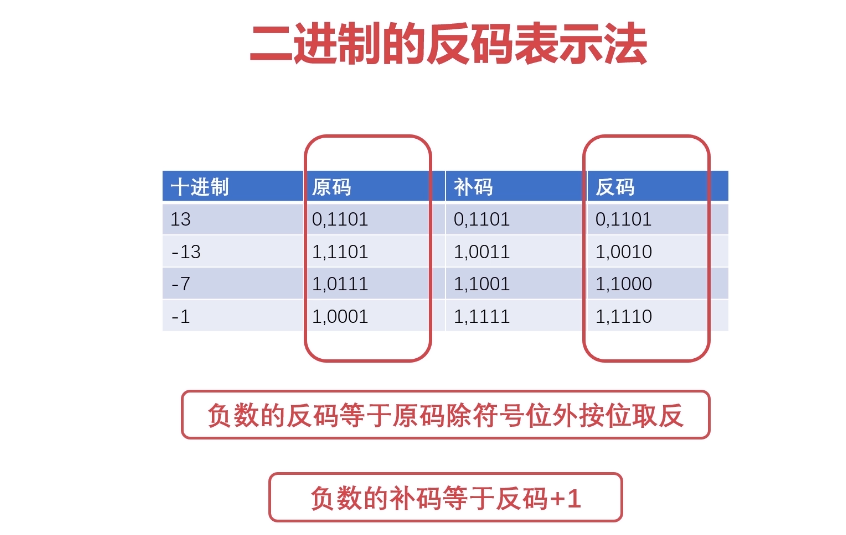 二进制的反码表示法
十进制 原码 补码 反码
13 0,1101 0,1101 0,1101
-13 1,1101 1,0011 1,0010
-7 1,0111 1,1001 1,1000
-1 1,0001 1,1111 1,1110
负数的反码等于原码除符号位外按位取反
负数的补码等于反码+1